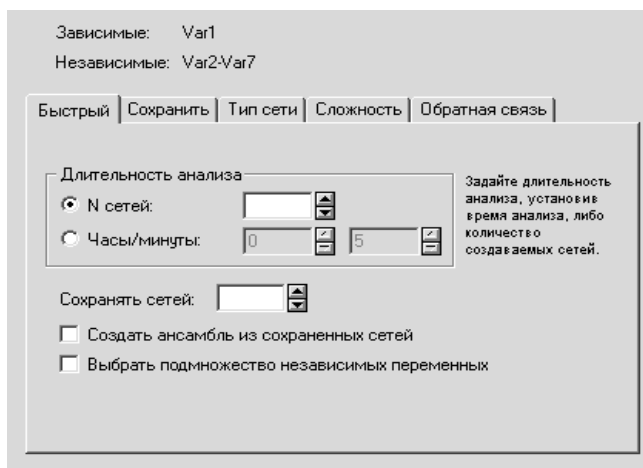 Зависимые: Var1
Независимые: Var2-Var7
Быстрый Сохранить Тип сети Сложность Обратная связь
Длительность анализа
N сетей:
Часы/минуты: 0 5
Задайте длительность
анализа, установив
время анализа, либо
количество
создаваемых сетей.
Сохранять сетей:
Создать ансамбль из сохраненных сетей
Выбрать подмножество независимых переменных